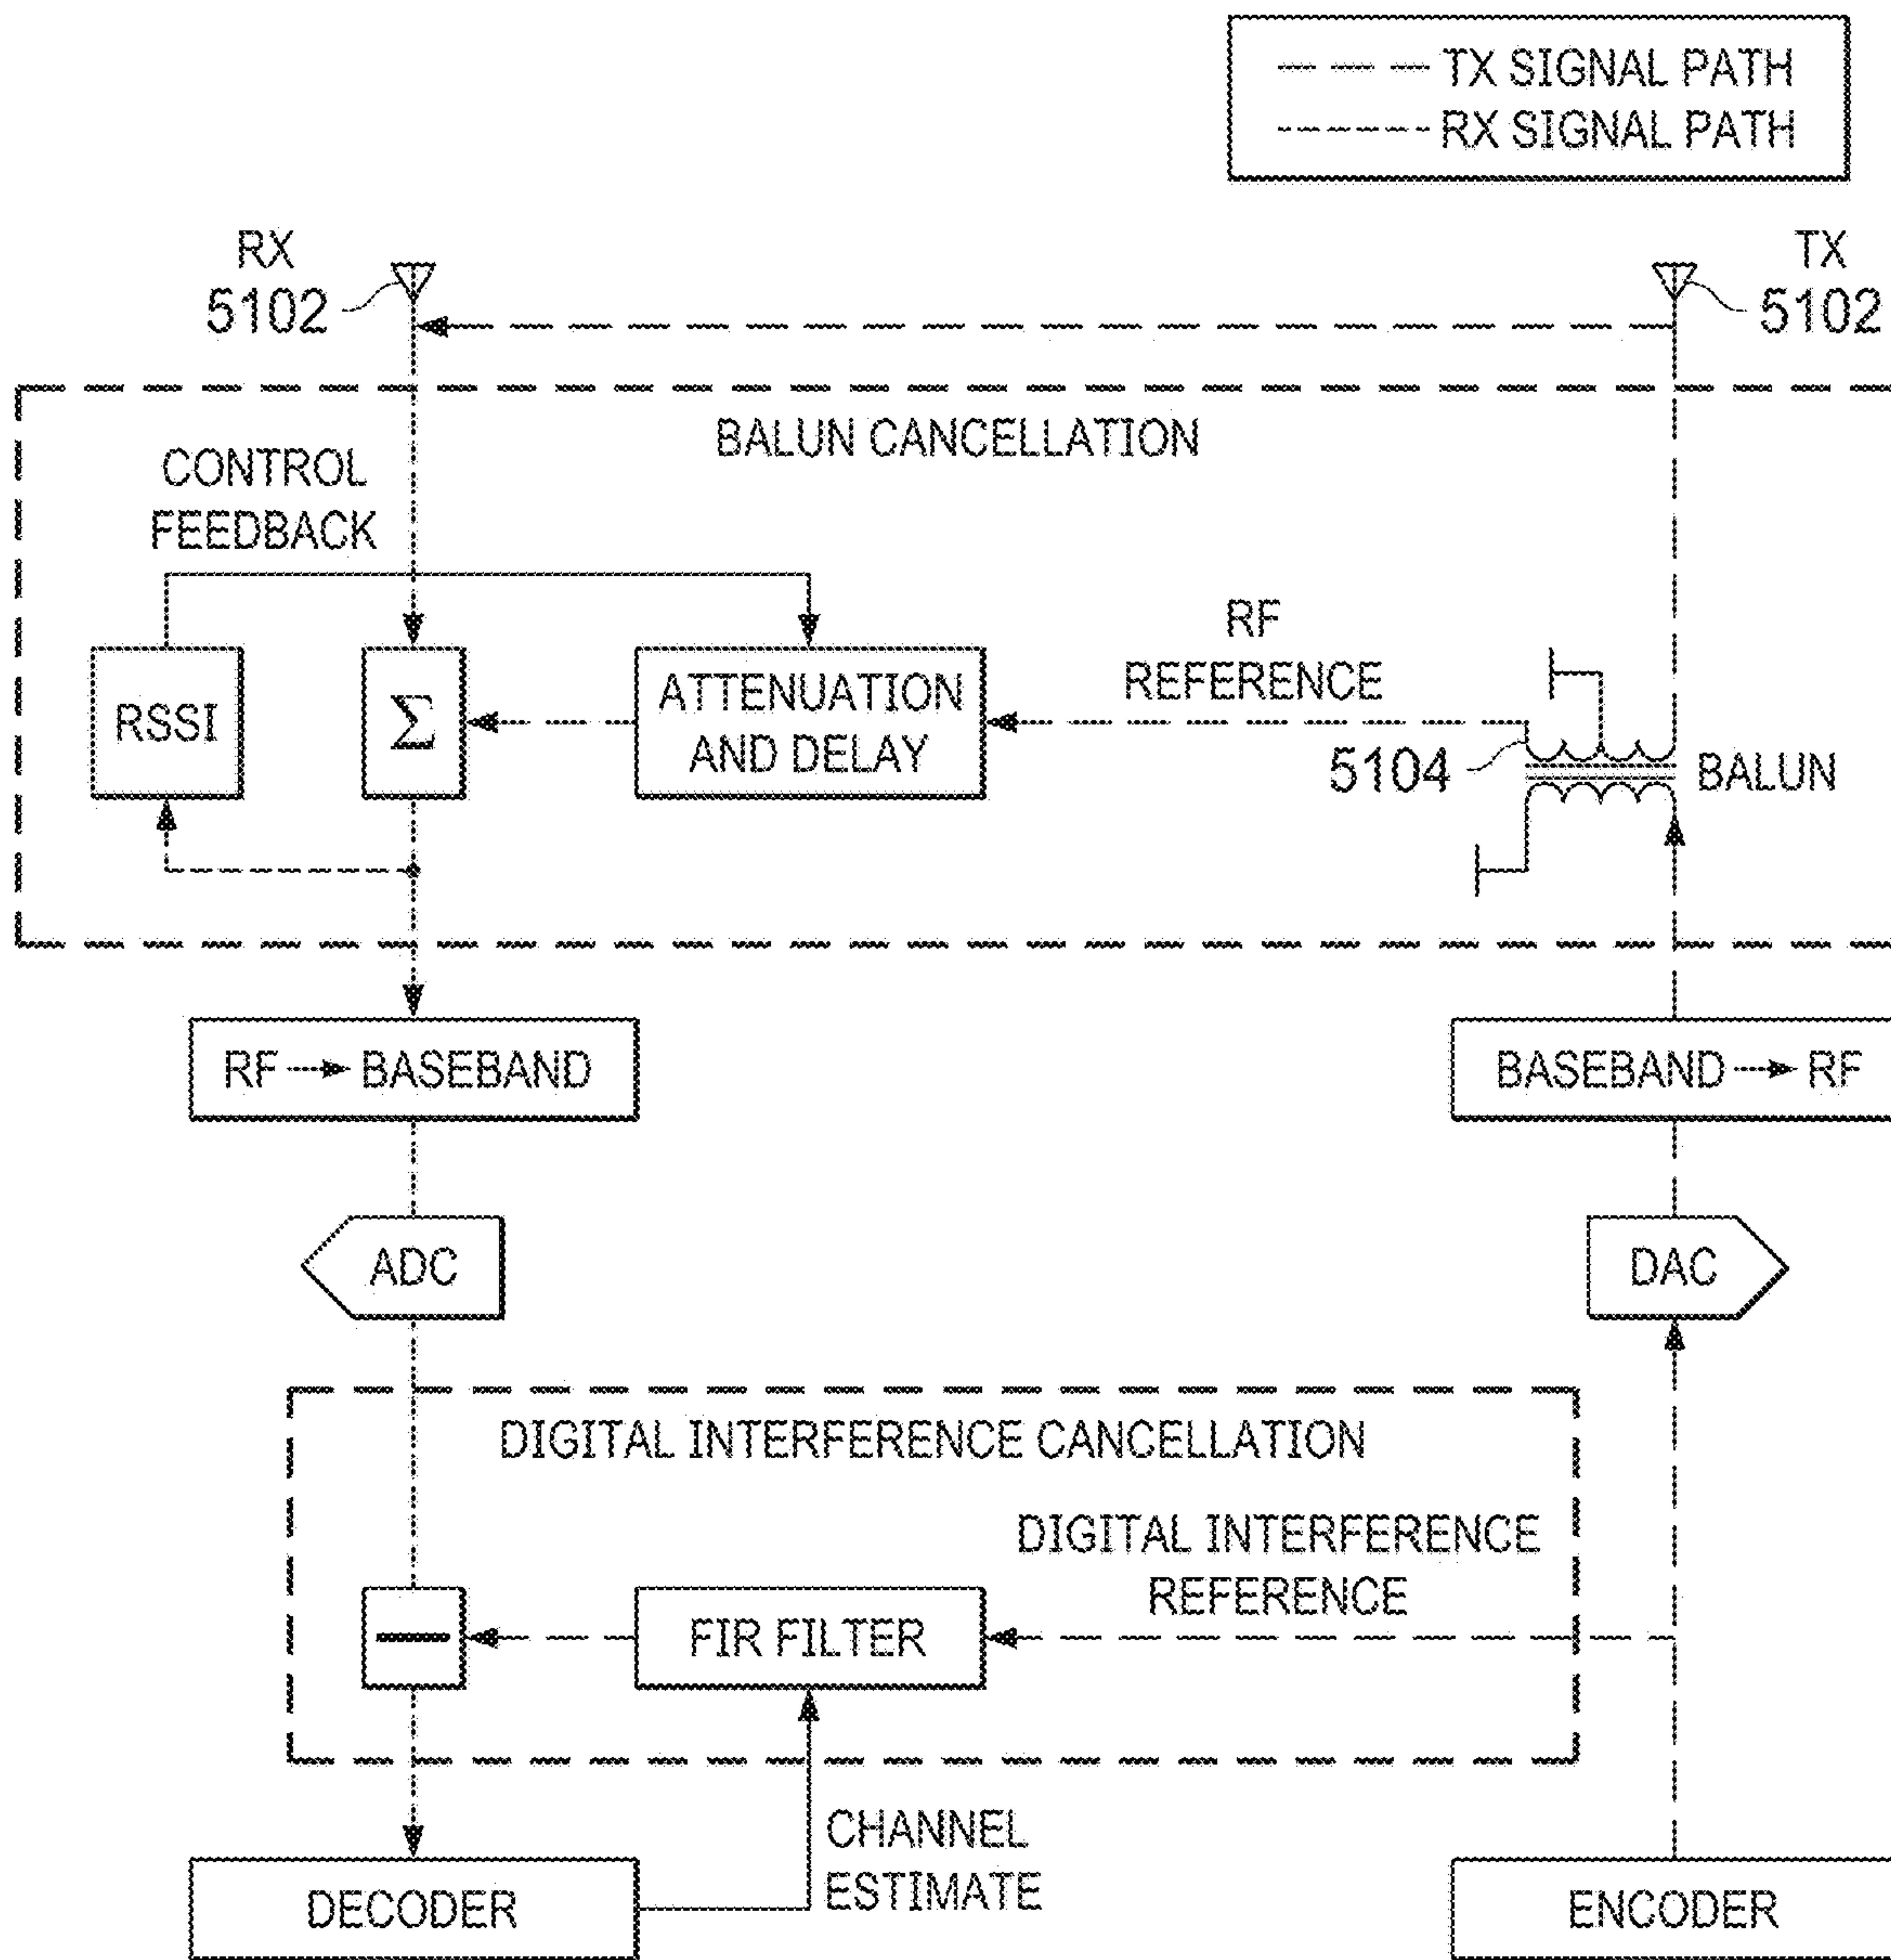 TX SIGNAL PATH
RX SIGNAL PATH
RX
5102
TX
5102
BALUN CANCELLATION
CONTROL
FEEDBACK
RF
REFERENCE
RSSI
Σ
ATTENUATION
AND DELAY
5104
BALUN
RF BASEBAND
BASEBAND RF
ADC
DAC
DIGITAL INTERFERENCE CANCELLATION
DIGITAL INTERFERENCE
REFERENCE
FIR FILTER
CHANNEL
ESTIMATE
DECODER
ENCODER